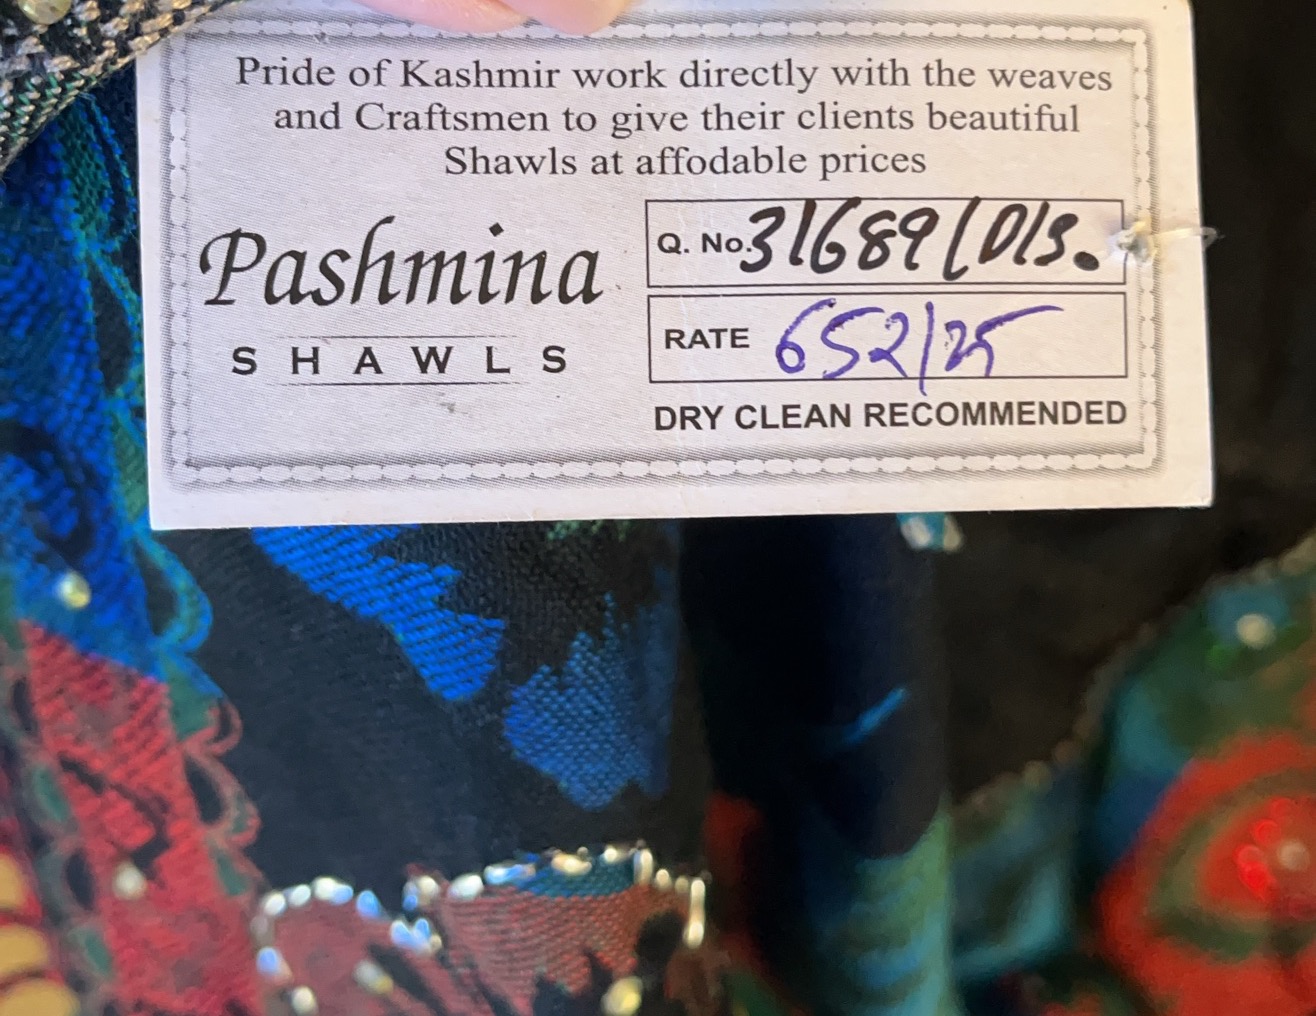 Pride of Kashmir work directly with the weaves
and Craftsmen to give their clients beautiful
Shawls at affodable prices
Pashmina
SHAWLS
Q. No. 31689(D/S.
RATE 652/25
DRY CLEAN RECOMMENDED